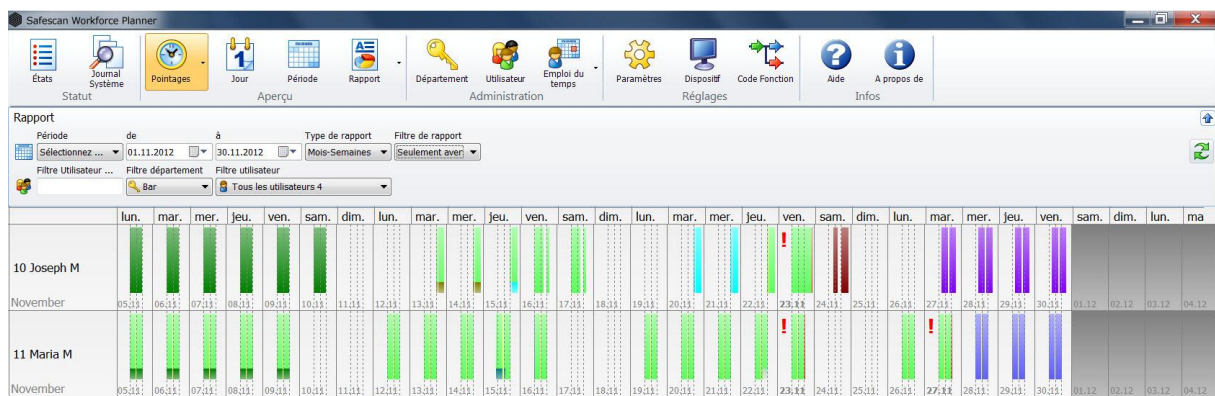 Safescan Workforce Planner
États Journal Système Pointages Jour Période Rapport Département Utilisateur Emploi du temps Paramètres Dispositif Code Fonction Aide A propos de
Statut Aperçu Administration Réglages Infos
Rapport
Période de à Type de rapport Filtre de rapport
Sélectionnez ... 01.11.2012 30.11.2012 Mois-Semaines Seulement aver
Filtre Utilisateur ... Filtre département Filtre utilisateur
Bar Tous les utilisateurs 4
lun. mar. mer. jeu. ven. sam. dim. lun. mar. mer. jeu. ven. sam. dim. lun. mar. mer. jeu. ven. sam. dim. lun. mar. mer. jeu. ven. sam. dim. lun. ma
!
10 Joseph M
November 05.11. 06.11. 07.11. 08.11. 09.11. 10.11. 11.11. 12.11. 13.11. 14.11. 15.11. 16.11. 17.11. 18.11. 19.11. 20.11. 21.11. 22.11. 23.11 24.11. 25.11. 26.11. 27.11. 28.11. 29.11. 30.11. 01.12 02.12 03.12 04.12
! !
11 Maria M
November 05.11. 06.11. 07.11. 08.11. 09.11. 10.11. 11.11. 12.11. 13.11. 14.11. 15.11. 16.11. 17.11. 18.11. 19.11. 20.11. 21.11. 22.11. 23.11 24.11. 25.11. 26.11. 27.11 28.11. 29.11. 30.11. 01.12 02.12 03.12 04.12